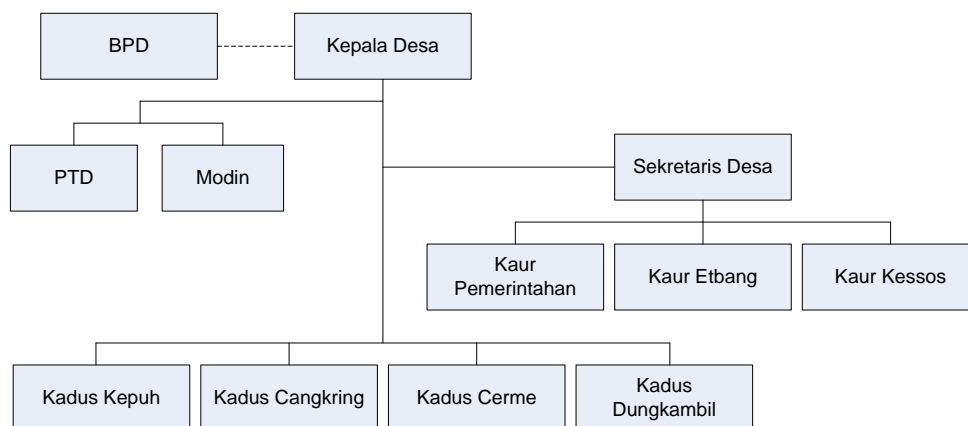 BPD
Kepala Desa
PTD
Modin
Sekretaris Desa
Kaur
Pemerintahan
Kaur Etbang
Kaur Kessos
Kadus Kepuh
Kadus Cangkring
Kadus Cerme
Kadus
Dungkambil